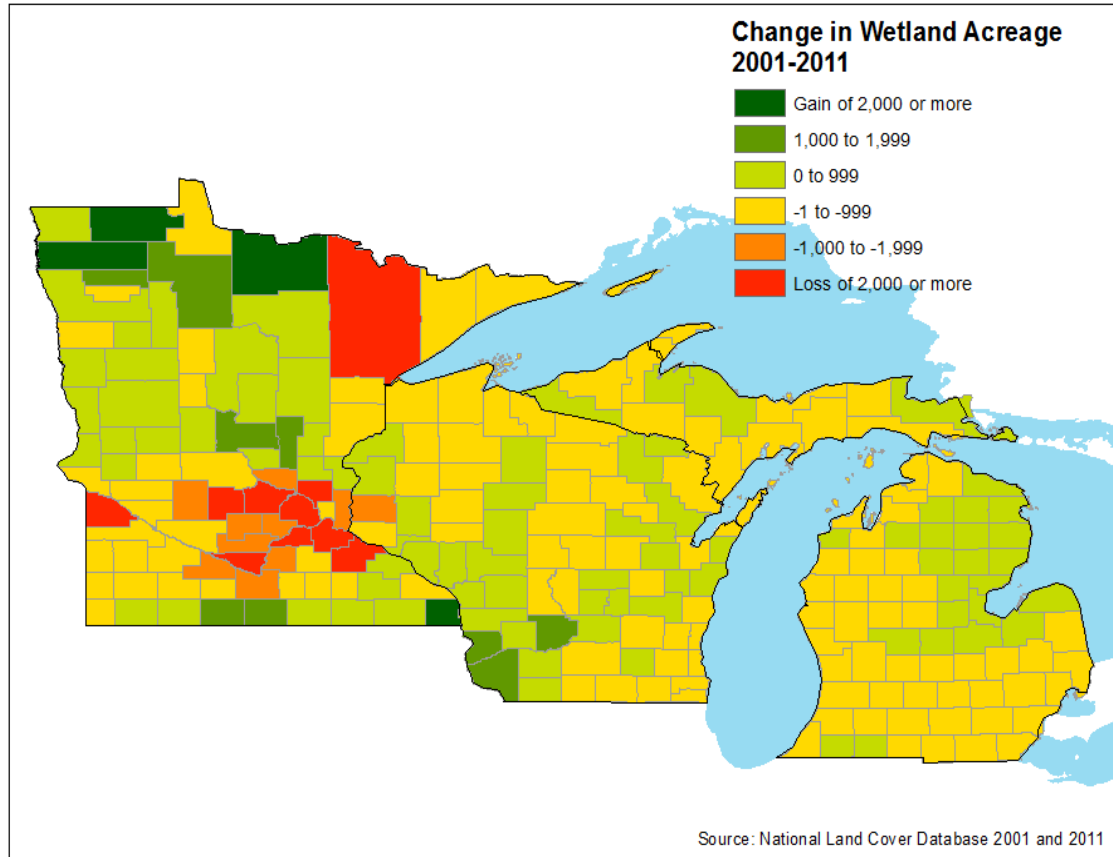 Change in Wetland Acreage
2001-2011
Gain of 2,000 or more
1,000 to 1,999
0 to 999
-1 to -999
-1,000 to -1,999
Loss of 2,000 or more
Source: National Land Cover Database 2001 and 2011